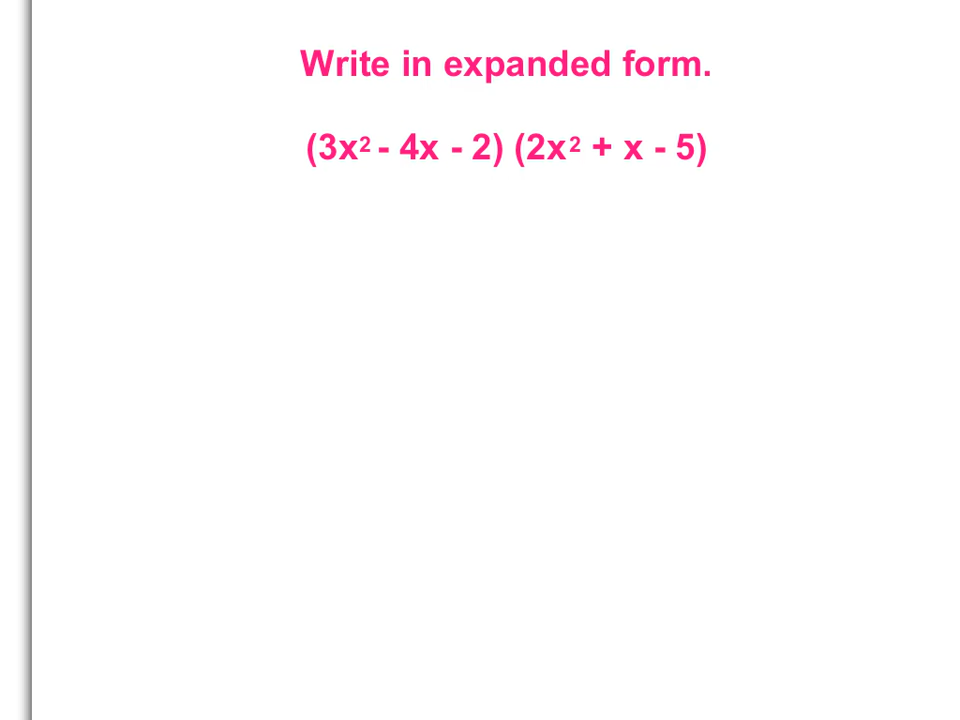 Write in expanded form.
(3x² - 4x - 2) (2x² + x - 5)